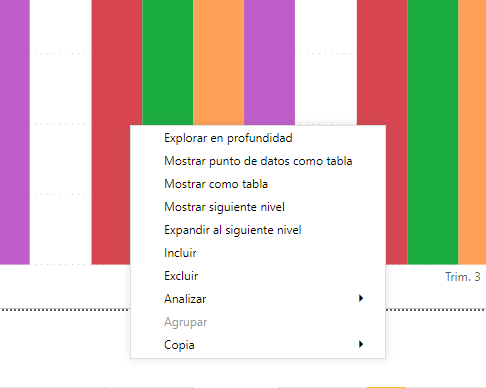 Explorar en profundidad
Mostrar punto de datos como tabla
Mostrar como tabla
Mostrar siguiente nivel
Expandir al siguiente nivel
Incluir
Excluir
Trim. 3
Analizar
Agrupar
Copia